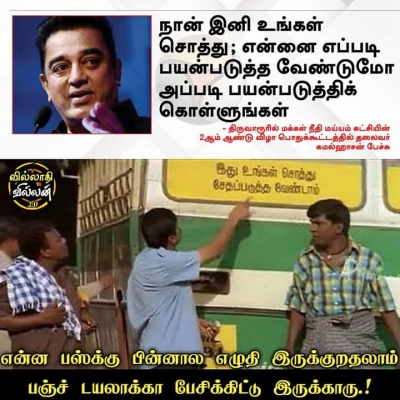 நான் இனி உங்கள்
சொத்து; என்னை எப்படி
பயன்படுத்த வேண்டுமோ
அப்படி பயன்படுத்திக்
கொள்ளுங்கள்
- திருவாரூரில் மக்கள் நீதி மய்யம் கட்சியின்
2ஆம் ஆண்டு விழா பொதுக்கூட்டத்தில் தலைவர்
கமல்ஹாசன் பேச்சு
வில்லாதி
வில்லன்
2.0
இது உங்கள் சொத்து
சேதப்படுத்த வேண்டாம்
என்ன பஸ்க்கு பின்னால எழுதி இருக்குறதலாம்
பஞ்ச் டயலாக்கா பேசிக்கிட்டு இருக்காரு.!